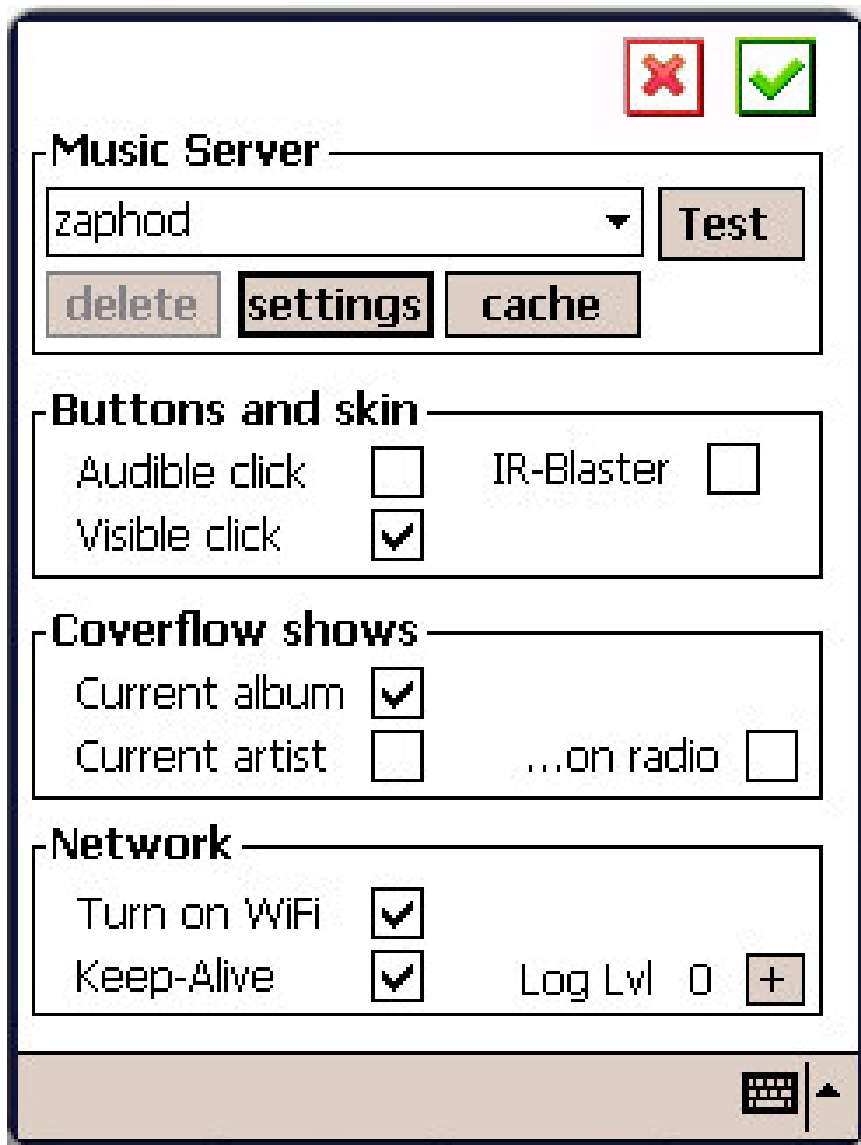 Music Server
zaphod Test
delete settings cache
Buttons and skin
Audible click IR-Blaster
Visible click
Coverflow shows
Current album
Current artist ...on radio
Network
Turn on WiFi
Keep-Alive Log Lvl 0 +